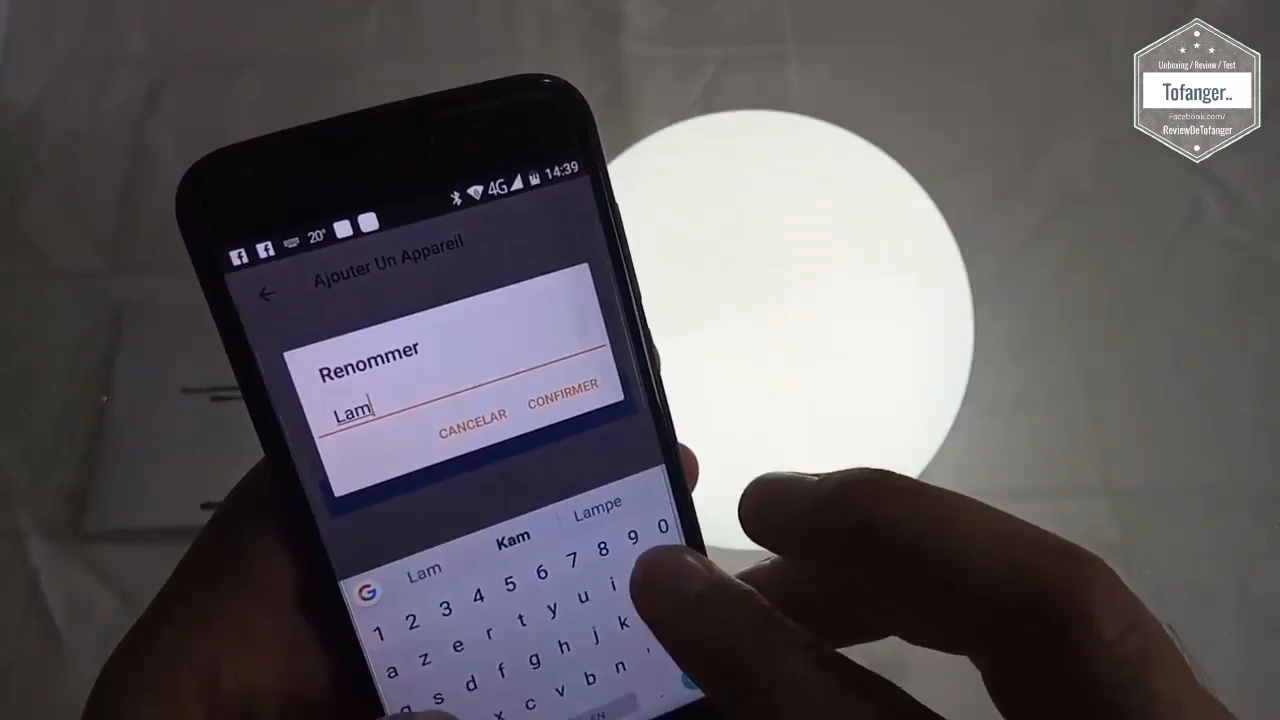 Unboxing / Review / Test
Tofanger..
Facebook.com/
ReviewDeTofanger
20° 4G 14:39
Ajouter Un Appareil
Renommer
Lam
CANCELAR CONFIRMER
Lam Kam Lampe
1 2 3 4 5 6 7 8 9 0
a z e r t y u i
q s d f g h j k
x c v b n '
EN .